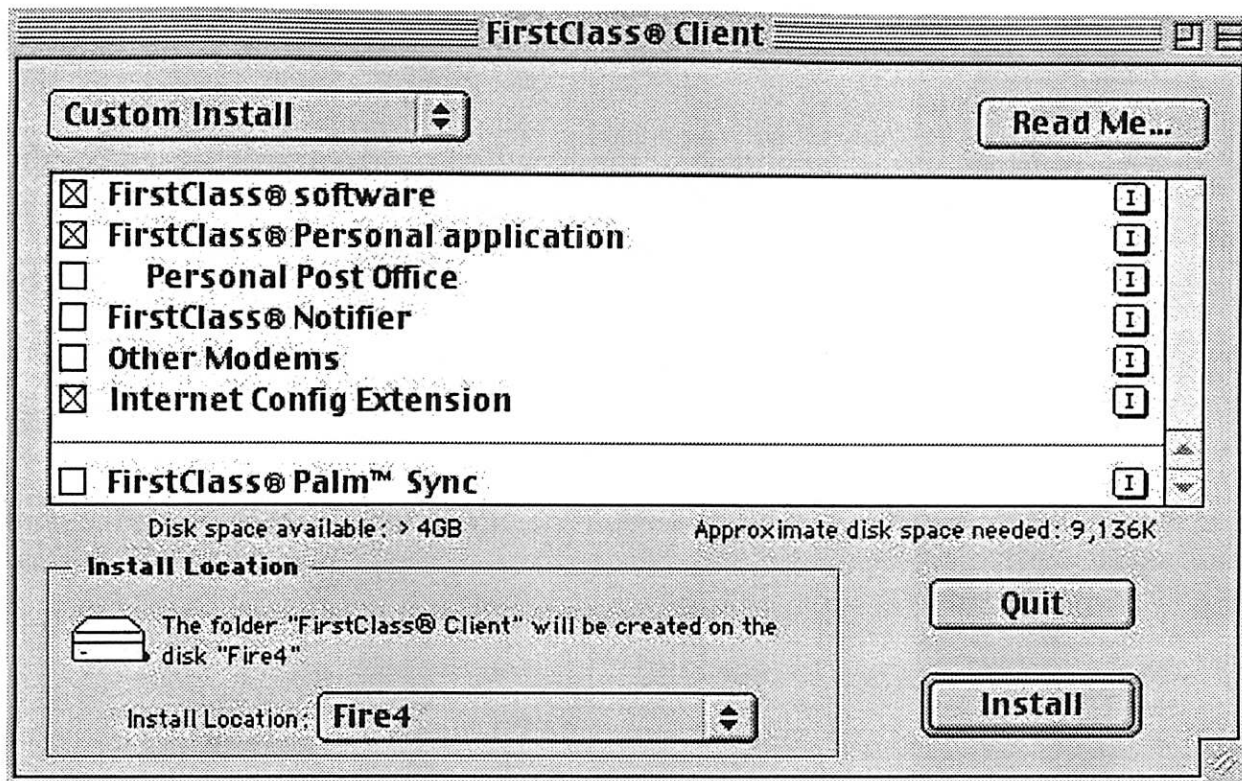 FirstClass® Client
Custom Install
Read Me...
FirstClass® software
I
FirstClass® Personal application
I
Personal Post Office
I
FirstClass® Notifier
I
Other Modems
I
Internet Config Extension
I
FirstClass® Palm™ Sync
I
Disk space available: > 4GB
Approximate disk space needed: 9,136K
Install Location
The folder "FirstClass® Client" will be created on the
disk "Fire4"
Install Location: Fire4
Quit
Install